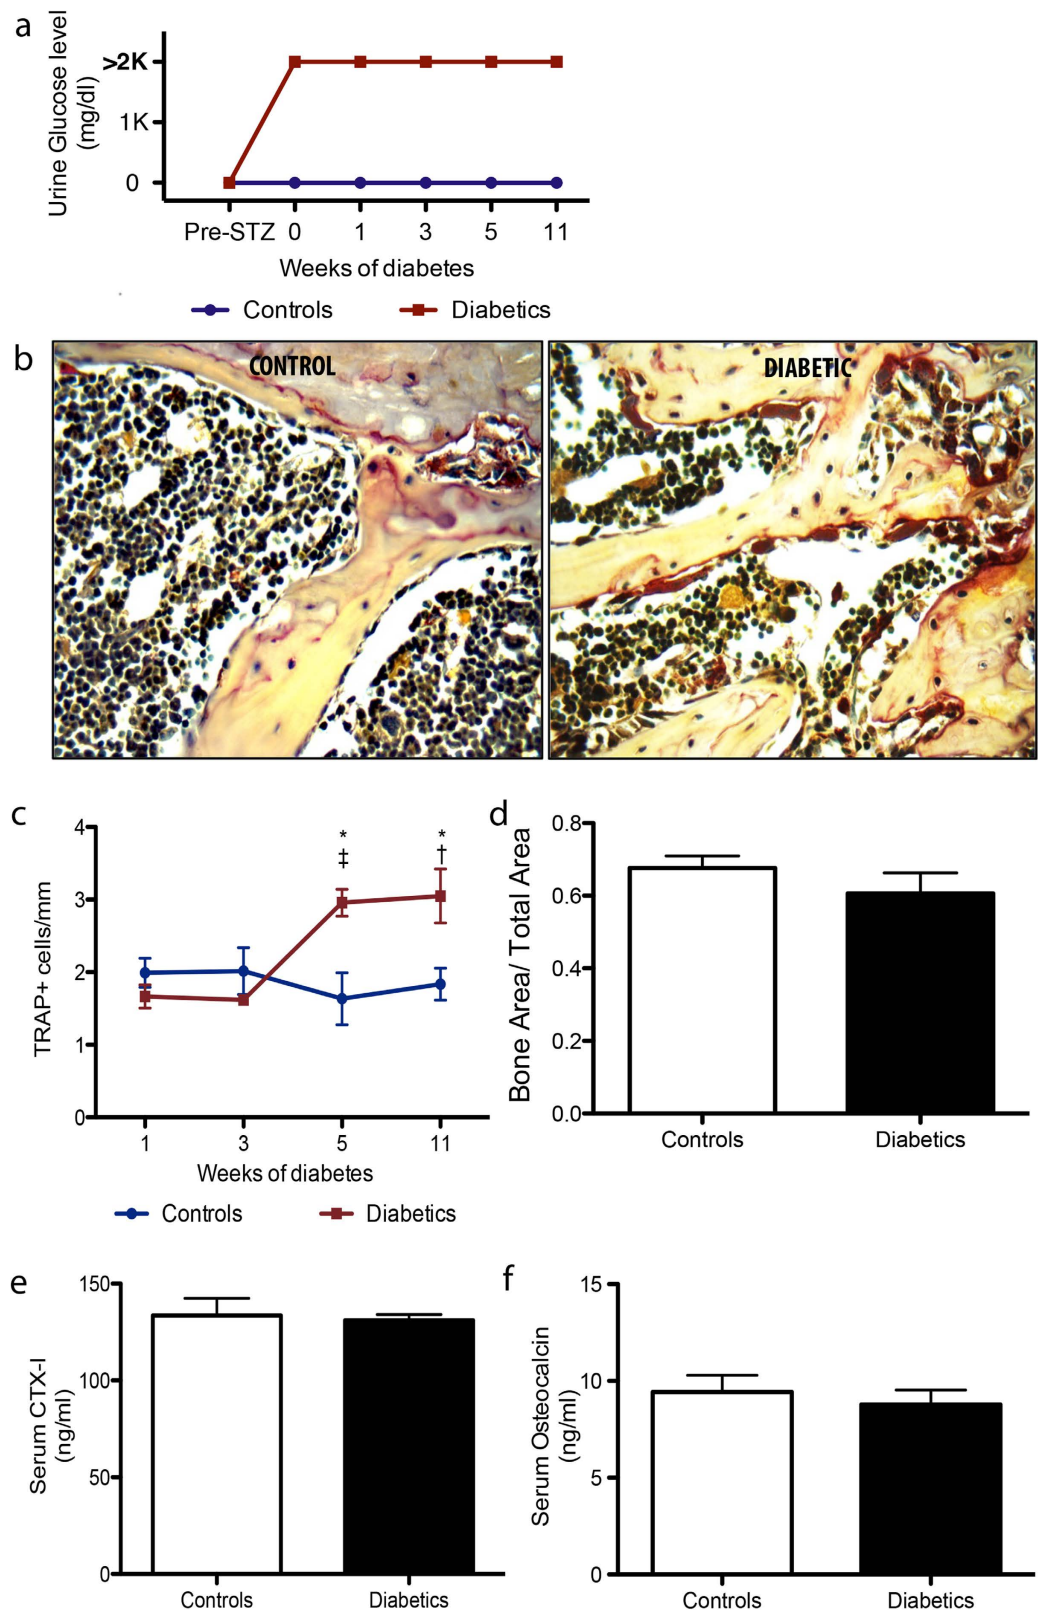 a
Urine Glucose level
(mg/dl)
>2K
1K
0
Pre-STZ 0 1 3 5 11
Weeks of diabetes
Controls Diabetics
b
CONTROL
DIABETIC
c
TRAP+ cells/mm
4
3
2
1
0
* *
‡ †
1 3 5 11
Weeks of diabetes
Controls Diabetics
d
Bone Area/ Total Area
0.8
0.6
0.4
0.2
0.0
Controls Diabetics
e
Serum CTX-I
(ng/ml)
150
100
50
0
Controls Diabetics
f
Serum Osteocalcin
(ng/ml)
15
10
5
0
Controls Diabetics